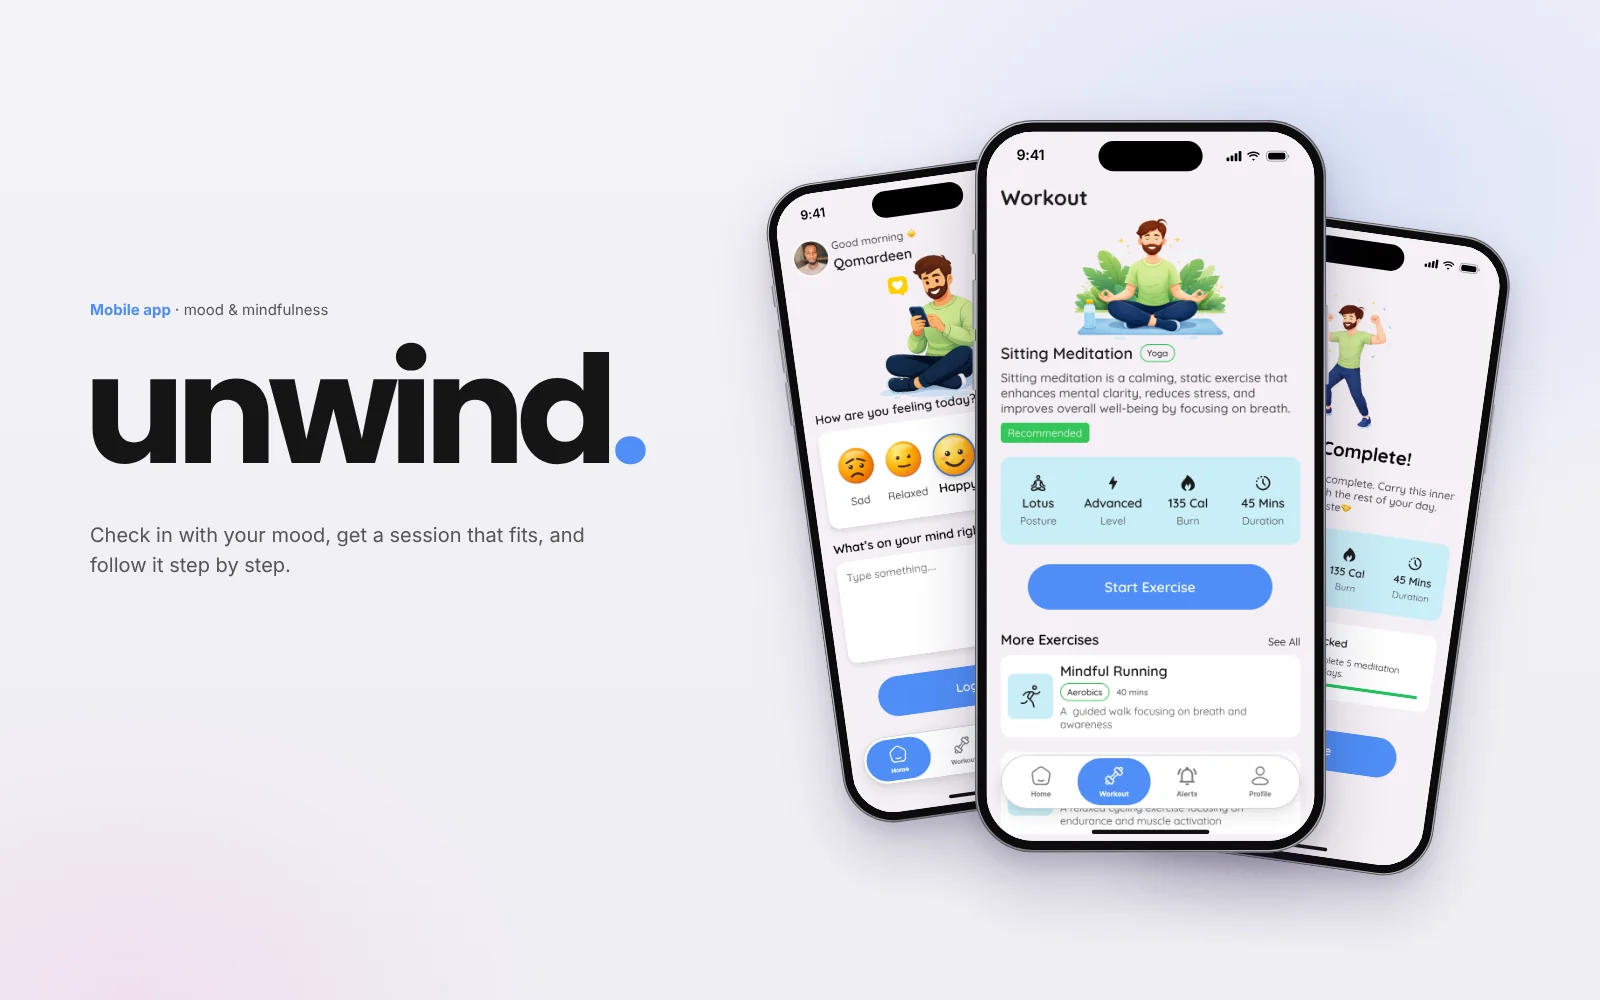 Mobile app · mood & mindfulness
unwind.
Check in with your mood, get a session that fits, and
follow it step by step.
9:41
Good morning
Qomardeen
How are you feeling today?
Sad
Relaxed
Happy
What's on your mind
Type something....
Home
9:41
Workout
Sitting Meditation
Yoga
Sitting meditation is a calming, static exercise that
enhances mental clarity, reduces stress, and
improves overall well-being by focusing on breath.
Recommended
Lotus
Posture
Advanced
Level
135 Cal
Burn
45 Mins
Duration
Start Exercise
More Exercises
See All
Mindful Running
Aerobics
40 mins
A guided walk focusing on breath and
awareness
Home
Workout
Alerts
Profile
A relaxed cycling exercise focusing on
endurance and muscle activation
Complete!
complete. Carry this inner
the rest of your day.
135 Cal
Burn
45 Mins
Duration
5 meditation